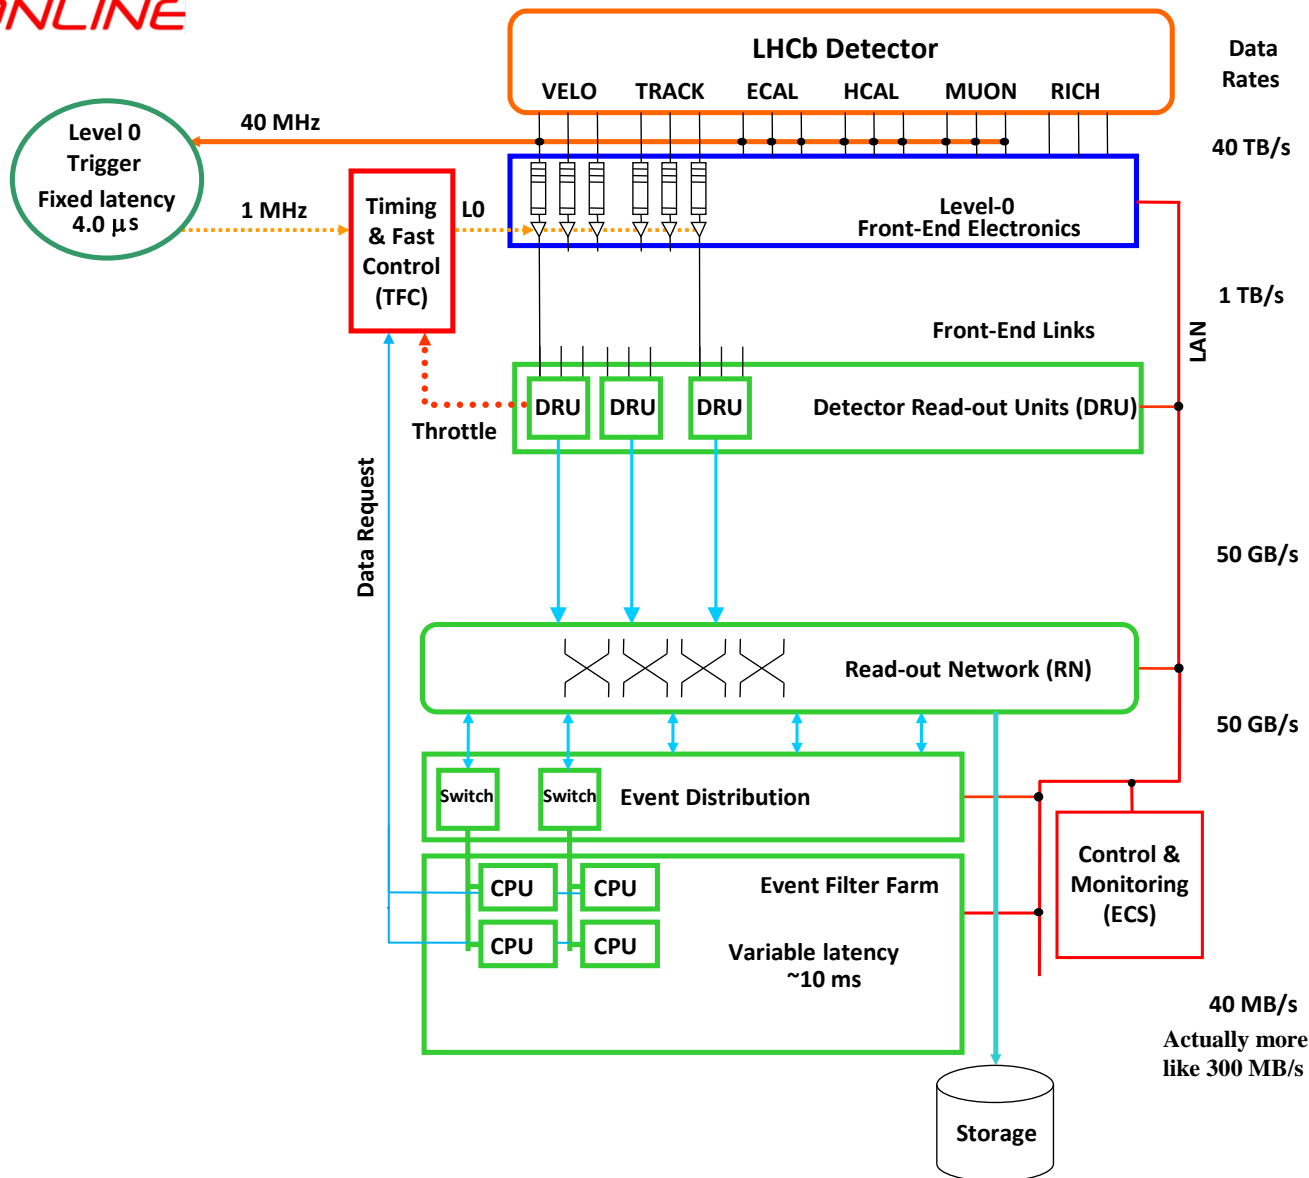 ONLINE
LHCb Detector
VELO TRACK ECAL HCAL MUON RICH
Data
Rates
Level 0
Trigger
Fixed latency
4.0 μs
40 MHz
40 TB/s
1 MHz
Timing
& Fast
Control
(TFC)
L0
Level-0
Front-End Electronics
1 TB/s
Front-End Links
LAN
DRU DRU DRU
Detector Read-out Units (DRU)
Throttle
Data Request
50 GB/s
Read-out Network (RN)
50 GB/s
Switch Switch
Event Distribution
Control &
Monitoring
(ECS)
CPU CPU
Event Filter Farm
CPU CPU
Variable latency
~10 ms
40 MB/s
Actually more
like 300 MB/s
Storage